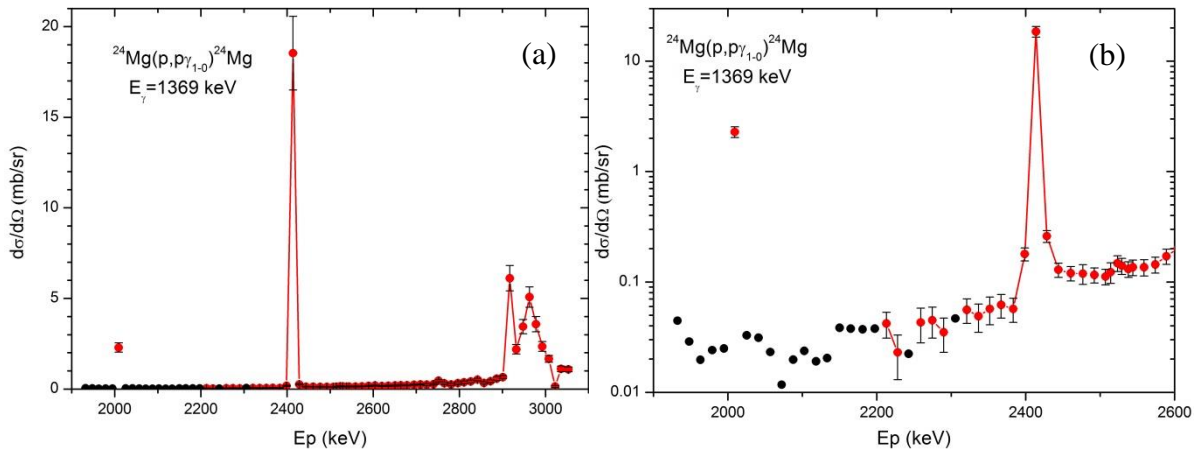 (a)
²⁴Mg(p,pγ₁₋₀)²⁴Mg
Eγ=1369 keV
dσ/dΩ (mb/sr)
20
15
10
5
0
2000 2200 2400 2600 2800 3000
Ep (keV)
(b)
²⁴Mg(p,pγ₁₋₀)²⁴Mg
Eγ=1369 keV
dσ/dΩ (mb/sr)
10
1
0.1
0.01
2000 2200 2400 2600
Ep (keV)